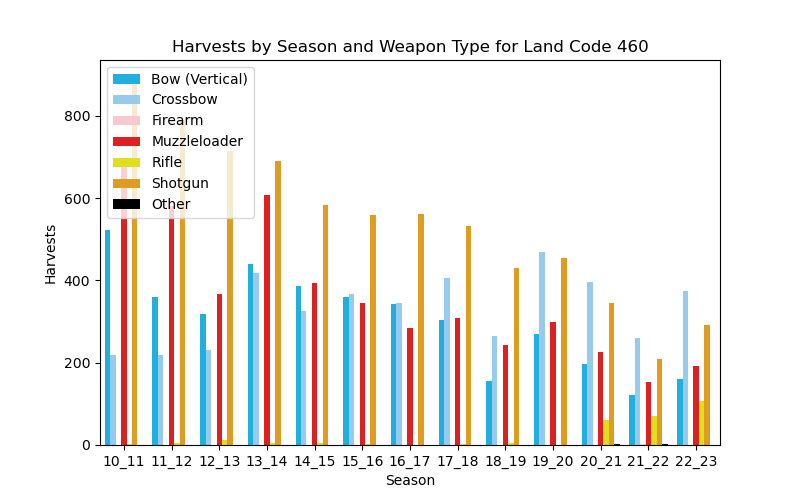 Harvests by Season and Weapon Type for Land Code 460
Bow (Vertical)
Crossbow
Firearm
Muzzleloader
Rifle
Shotgun
Other
Harvests
800
600
400
200
0
10_11 11_12 12_13 13_14 14_15 15_16 16_17 17_18 18_19 19_20 20_21 21_22 22_23
Season